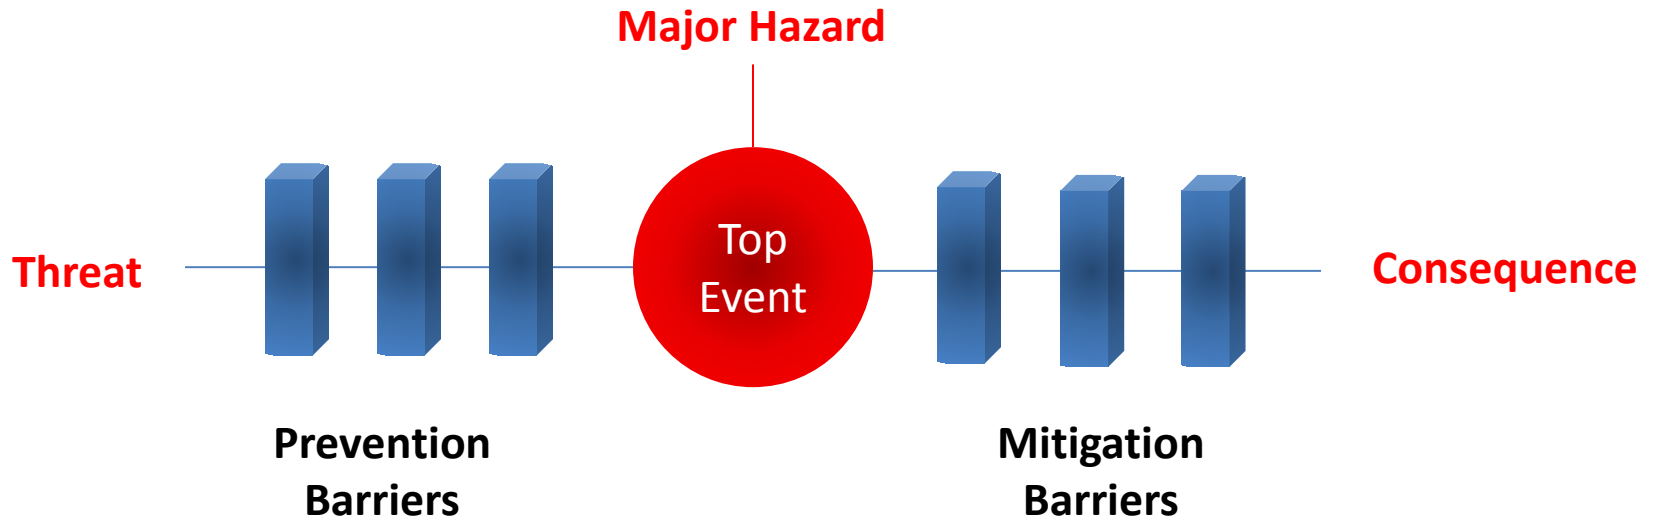 Major Hazard
Top
Event
Threat
Consequence
Prevention
Barriers
Mitigation
Barriers